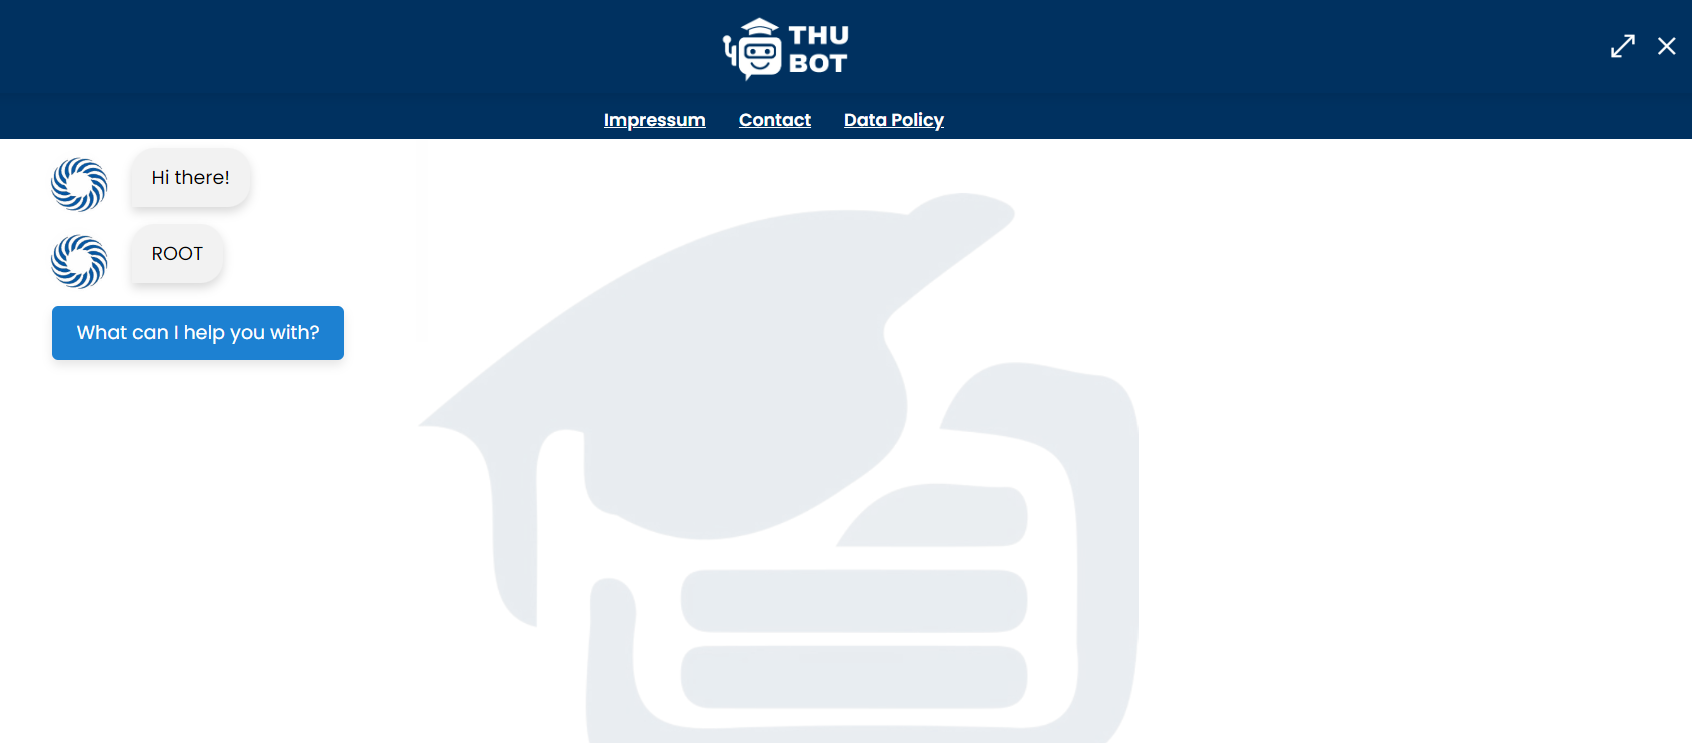 THU
BOT
Impressum Contact Data Policy
Hi there!
ROOT
What can I help you with?